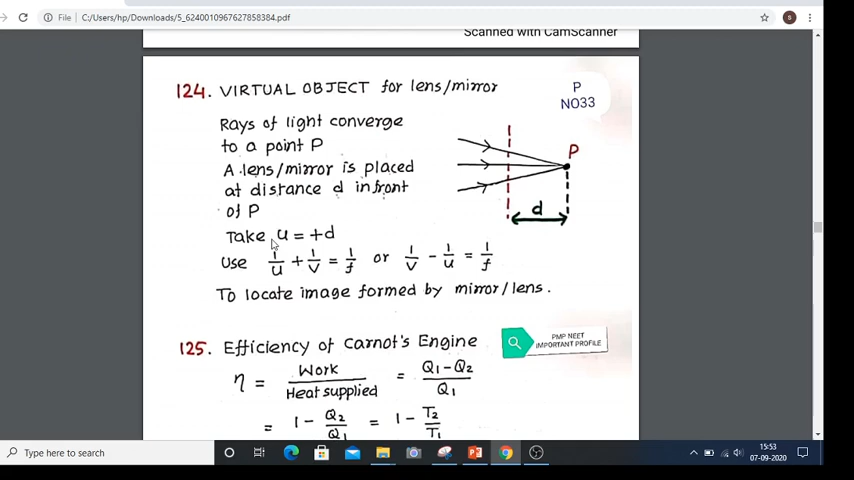 File
C:/Users/hp/Downloads/5_6240010967627858384.pdf
s
Scanned with CamScanner
124. VIRTUAL OBJECT for lens/mirror
P
NO33
Rays of light converge
to a point P
A lens/mirror is placed
at distance d infront
of P
P
d
Take u = +d
Use 1/u + 1/v = 1/f or 1/v - 1/u = 1/f
To locate image formed by mirror/lens.
125. Efficiency of Carnot's Engine
PMP NEET
IMPORTANT PROFILE
η = Work/Heat supplied = Q1-Q2/Q1
= 1 - Q2/Q1 = 1 - T2/T1
Type here to search
15:53
07-09-2020